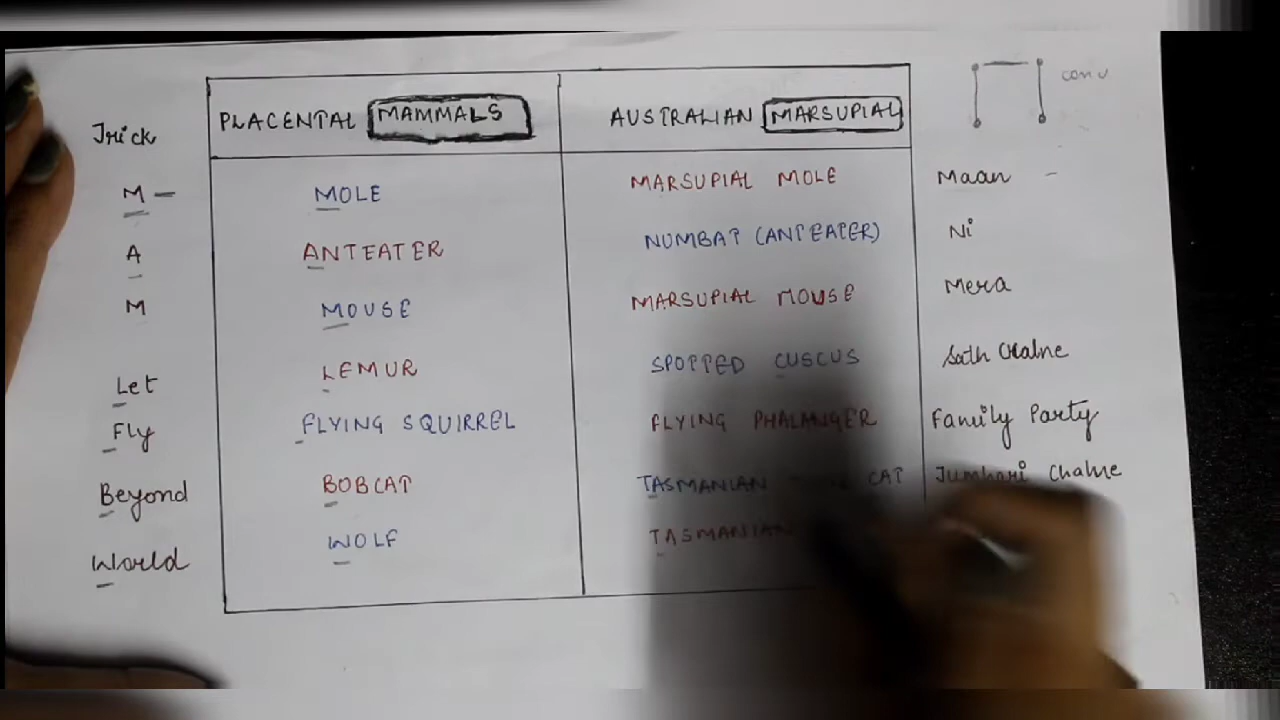 conv
PLACENTAL MAMMALS AUSTRALIAN MARSUPIAL
Trick
M - MOLE MARSUPIAL MOLE Maan -
A ANTEATER NUMBAT (ANTEATER) Ni
M MOUSE MARSUPIAL MOUSE Mera
Let LEMUR SPOTTED CUSCUS Sath Chalne
Fly FLYING SQUIRREL FLYING PHALANGER Family Party
Beyond BOBCAT TASMANIAN CAT Tumhari Chalne
World WOLF TASMANIAN